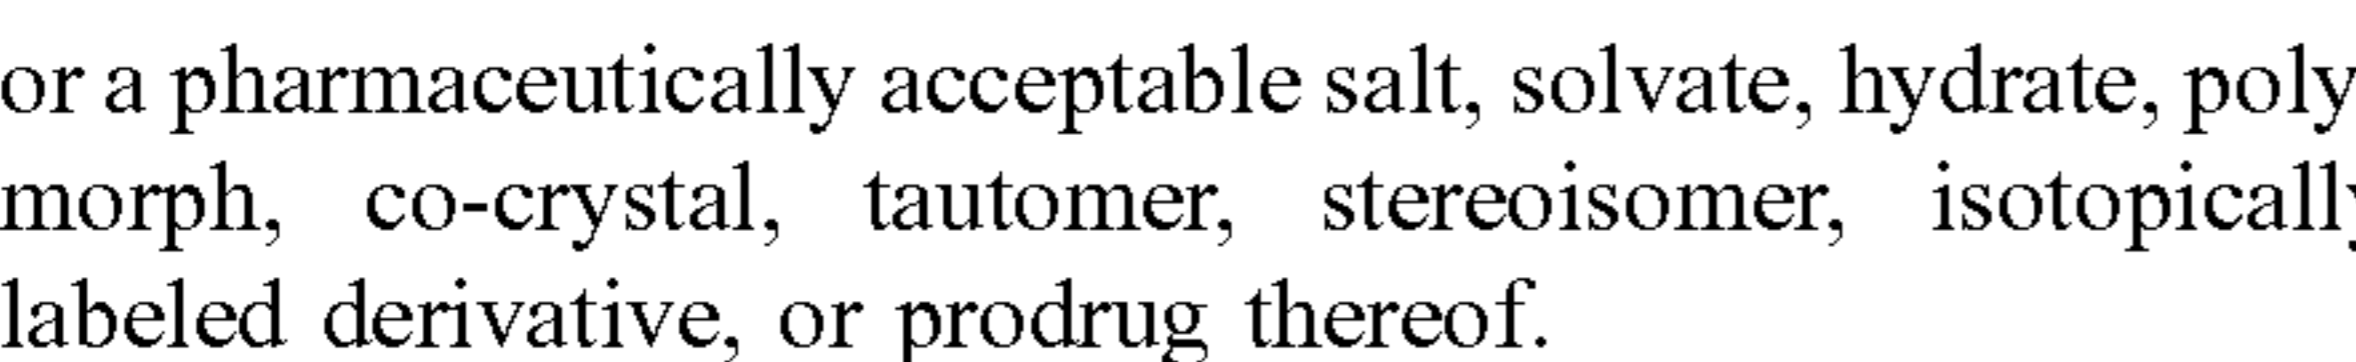 or a pharmaceutically acceptable salt, solvate, hydrate, poly
morph, co-crystal, tautomer, stereoisomer, isotopically
labeled derivative, or prodrug thereof.